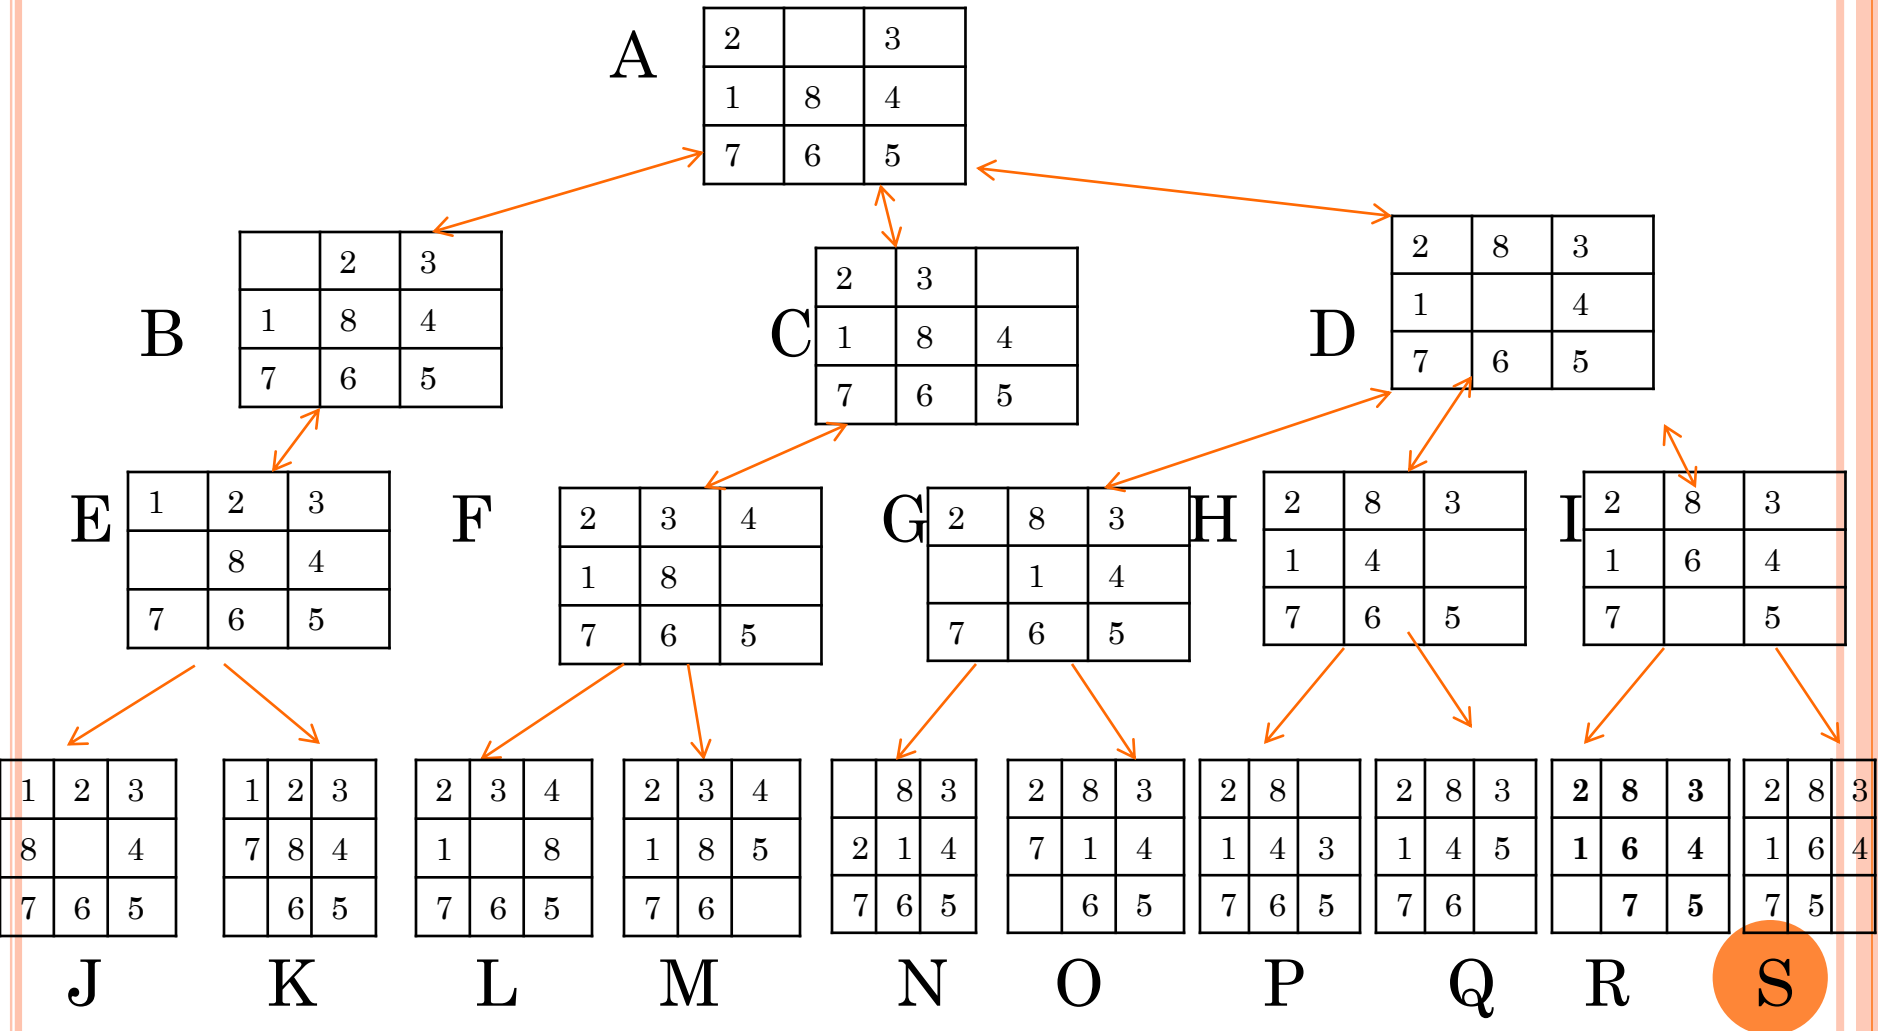 A
2 3
1 8 4
7 6 5
B
2 3
1 8 4
7 6 5
C
2 3
1 8 4
7 6 5
D
2 8 3
1 4
7 6 5
E
1 2 3
8 4
7 6 5
F
2 3 4
1 8
7 6 5
G
2 8 3
1 4
7 6 5
H
2 8 3
1 4
7 6 5
I
2 8 3
1 6 4
7 5
1 2 3
8 4
7 6 5
J
1 2 3
7 8 4
6 5
K
2 3 4
1 8
7 6 5
L
2 3 4
1 8 5
7 6
M
8 3
2 1 4
7 6 5
N
2 8 3
7 1 4
6 5
O
2 8
1 4 3
7 6 5
P
2 8 3
1 4 5
7 6
Q
2 8 3
1 6 4
7 5
R
2 8 3
1 6 4
7 5
S